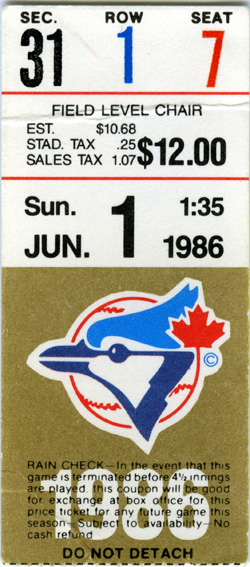 SEC. ROW SEAT
31 1 7
FIELD LEVEL CHAIR
EST. $10.68
STAD. TAX .25
SALES TAX 1.07 $12.00
Sun. 1 1:35
JUN. 1986
©
RAIN CHECK—In the event that this
game is terminated before 4½ innings
are played, this coupon will be good
for exchange at box office for this
price ticket for any future game this
season—Subject to availability—No
cash refund
DO NOT DETACH